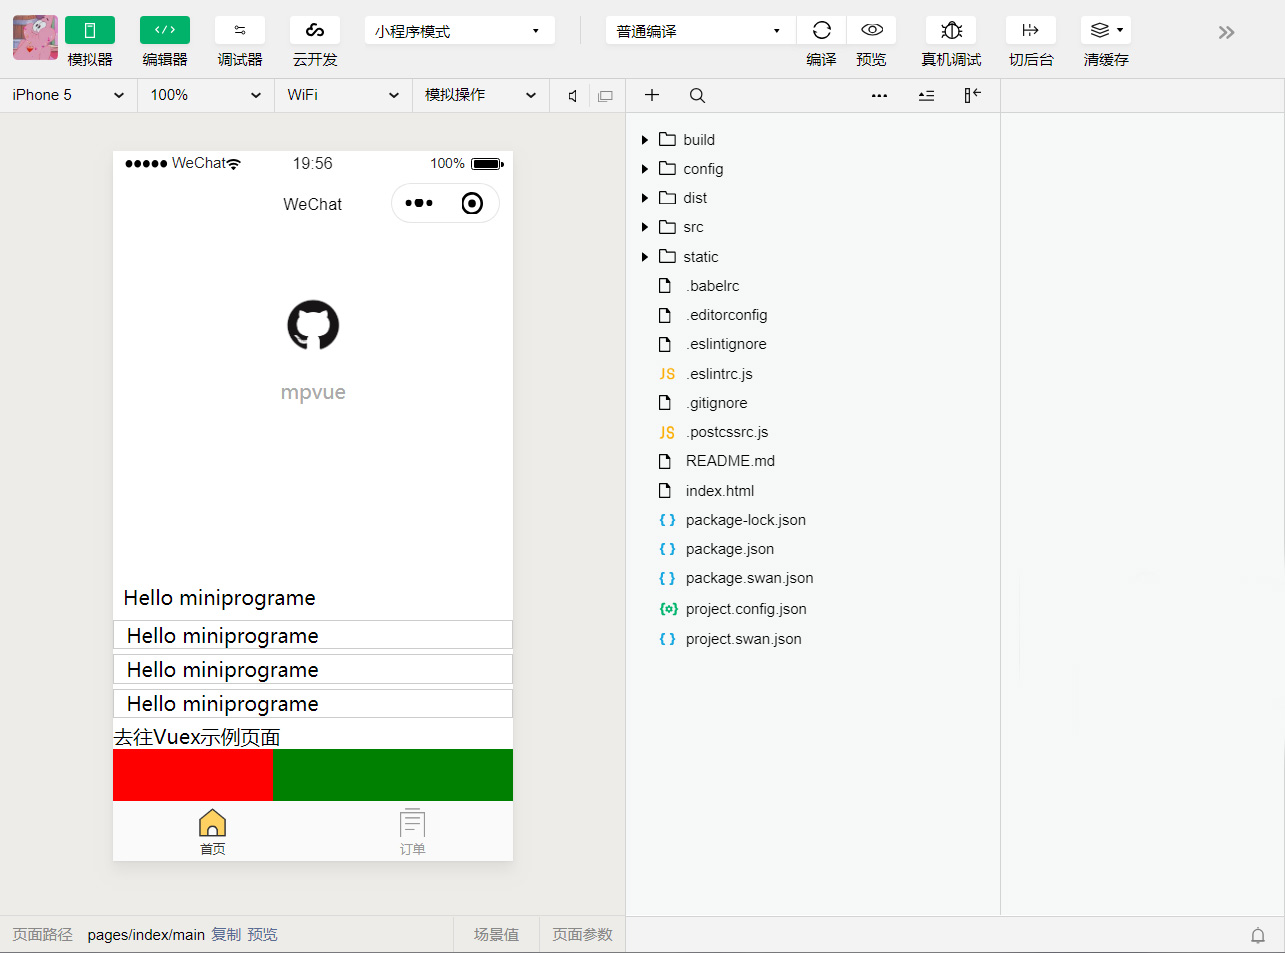 小程序模式
普通编译
模拟器 编辑器 调试器 云开发 编译 预览 真机调试 切后台 清缓存
iPhone 5 100% WiFi 模拟操作
WeChat 19:56 100%
WeChat
mpvue
Hello miniprograme
Hello miniprograme
Hello miniprograme
Hello miniprograme
去往Vuex示例页面
首页 订单
build
config
dist
src
static
.babelrc
.editorconfig
.eslintignore
JS .eslintrc.js
.gitignore
JS .postcssrc.js
README.md
index.html
{ } package-lock.json
{ } package.json
{ } package.swan.json
project.config.json
{ } project.swan.json
页面路径 pages/index/main 复制 预览 场景值 页面参数